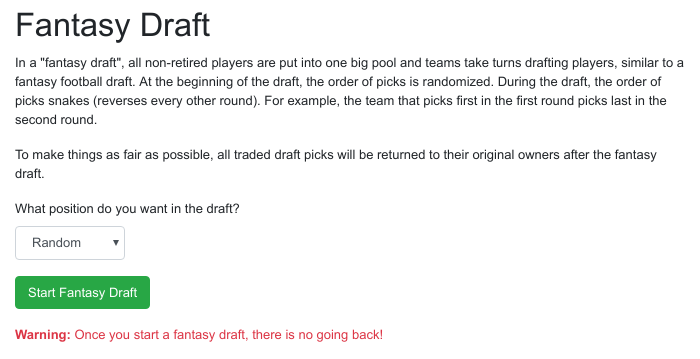 Fantasy Draft
In a "fantasy draft", all non-retired players are put into one big pool and teams take turns drafting players, similar to a
fantasy football draft. At the beginning of the draft, the order of picks is randomized. During the draft, the order of
picks snakes (reverses every other round). For example, the team that picks first in the first round picks last in the
second round.
To make things as fair as possible, all traded draft picks will be returned to their original owners after the fantasy
draft.
What position do you want in the draft?
Random
Start Fantasy Draft
Warning: Once you start a fantasy draft, there is no going back!